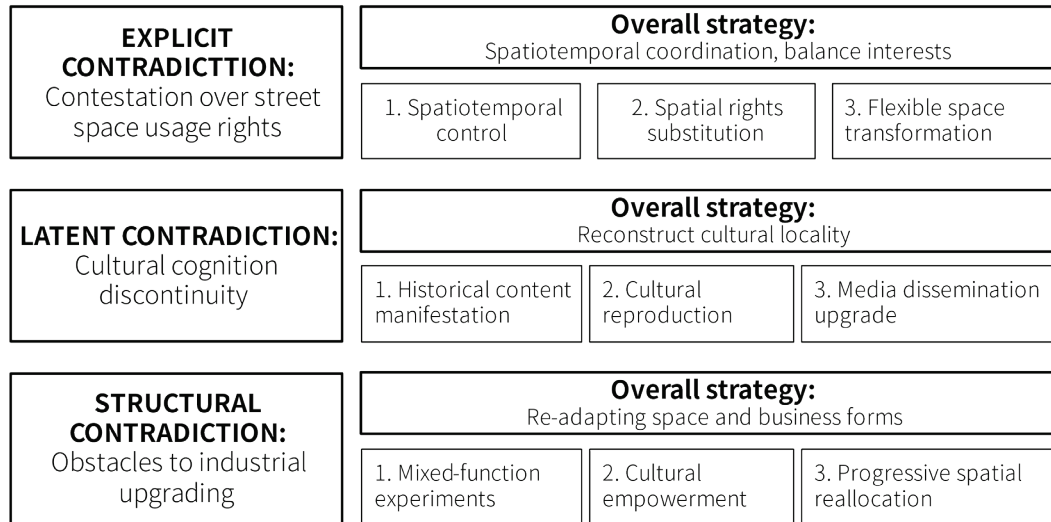 EXPLICIT
CONTRADICTTION:
Contestation over street
space usage rights
Overall strategy:
Spatiotemporal coordination, balance interests
1. Spatiotemporal
control
2. Spatial rights
substitution
3. Flexible space
transformation
LATENT CONTRADICTION:
Cultural cognition
discontinuity
Overall strategy:
Reconstruct cultural locality
1. Historical content
manifestation
2. Cultural
reproduction
3. Media dissemination
upgrade
STRUCTURAL
CONTRADICTION:
Obstacles to industrial
upgrading
Overall strategy:
Re-adapting space and business forms
1. Mixed-function
experiments
2. Cultural
empowerment
3. Progressive spatial
reallocation